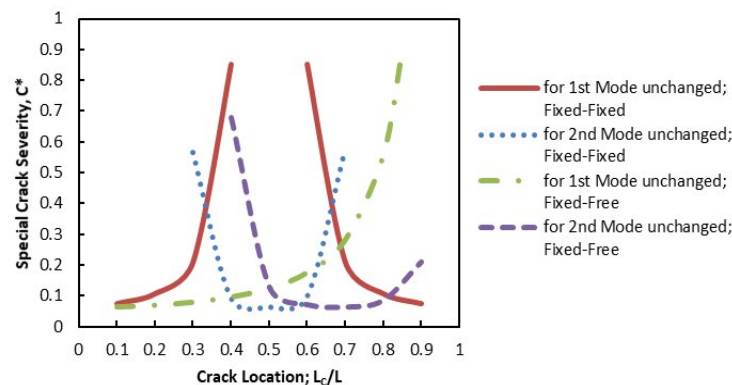 1
0.9
0.8
0.7
0.6
0.5
0.4
0.3
0.2
0.1
0
Special Crack Severity, C*
0 0.1 0.2 0.3 0.4 0.5 0.6 0.7 0.8 0.9 1
Crack Location; LC/L
for 1st Mode unchanged;
Fixed-Fixed
for 2nd Mode unchanged;
Fixed-Fixed
for 1st Mode unchanged;
Fixed-Free
for 2nd Mode unchanged;
Fixed-Free